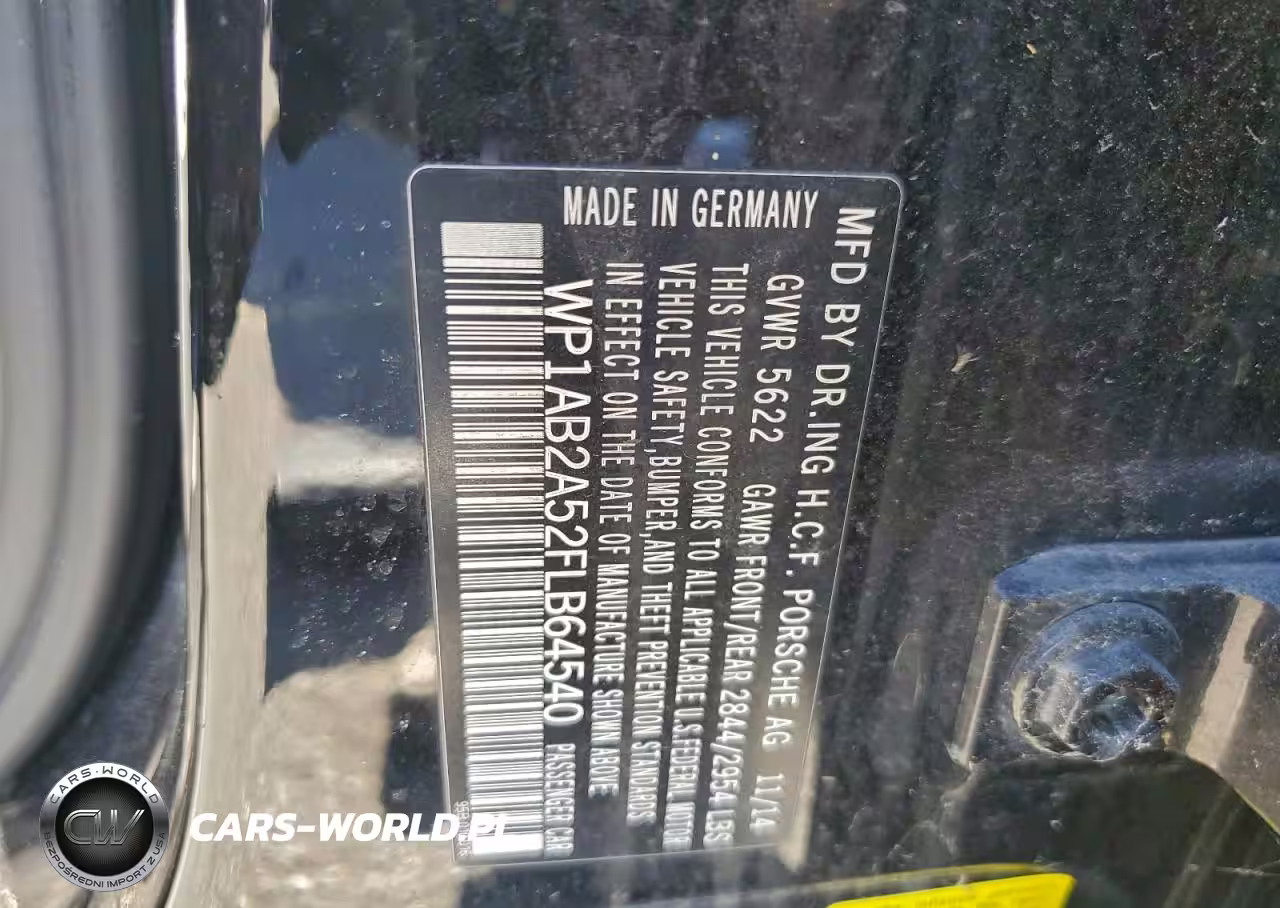 MFD BY DR.ING H.C.F. PORSCHE AG 11/14
GVWR 5622 GAWR FRONT/REAR 2844/2954 LBS
THIS VEHICLE CONFORMS TO ALL APPLICABLE U.S.FEDERAL MOTOR
VEHICLE SAFETY,BUMPER,AND THEFT PREVENTION STANDARDS
IN EFFECT ON THE DATE OF MANUFACTURE SHOWN ABOVE
WP1AB2A52FLB64540 PASSENGER CAR
MADE IN GERMANY
CARS-WORLD
CW
BEZPOŚREDNI IMPORT Z USA
CARS-WORLD.PL